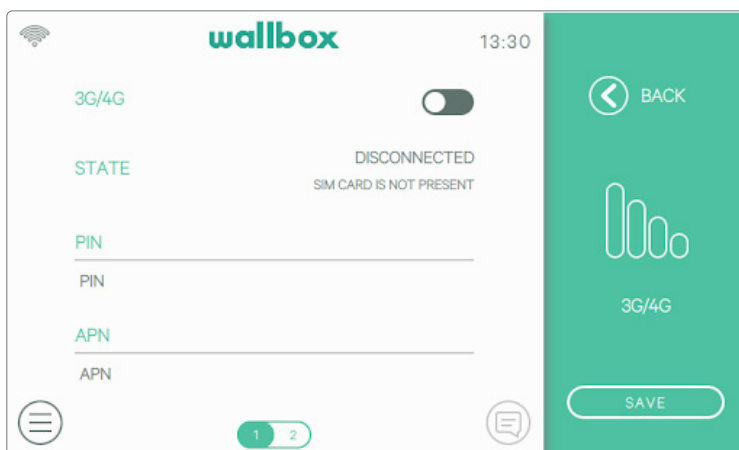 wallbox
13:30
3G/4G
STATE
DISCONNECTED
SIM CARD IS NOT PRESENT
PIN
PIN
APN
APN
1 2
BACK
3G/4G
SAVE